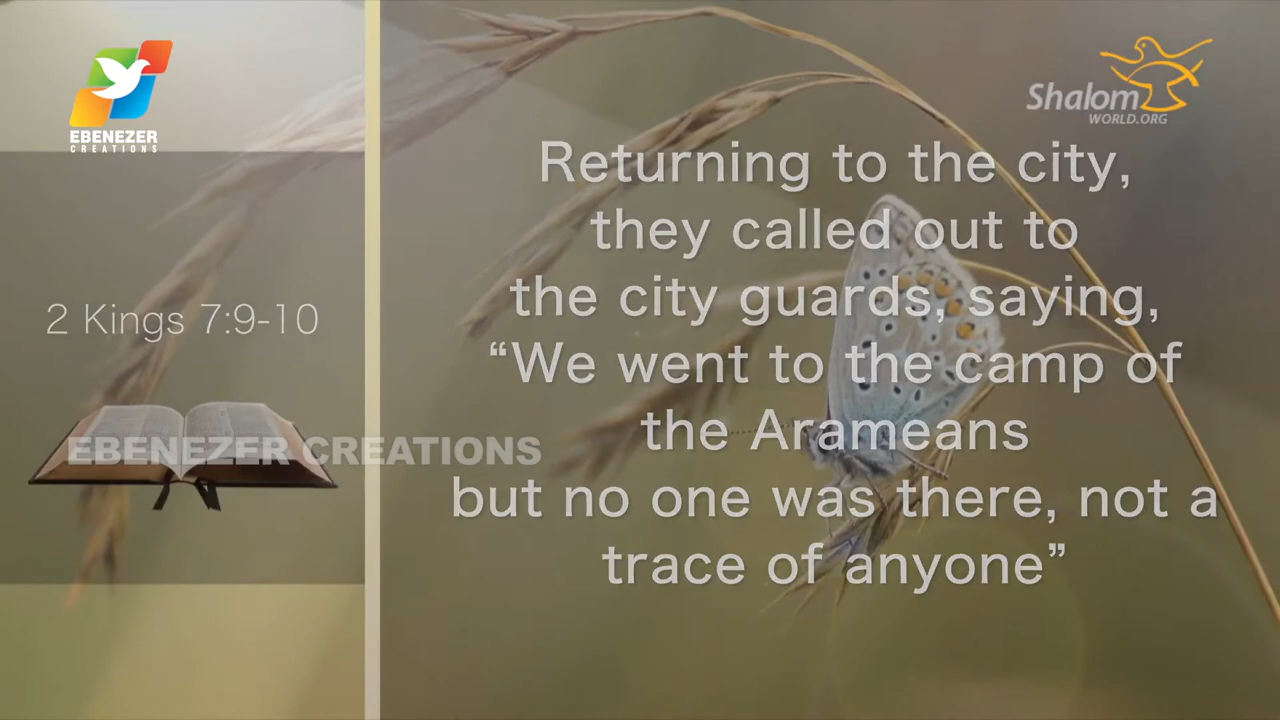 EBENEZER
CREATIONS
Shalom
WORLD.ORG
2 Kings 7:9-10
EBENEZER CREATIONS
Returning to the city,
they called out to
the city guards, saying,
“We went to the camp of
the Arameans
but no one was there, not a
trace of anyone”